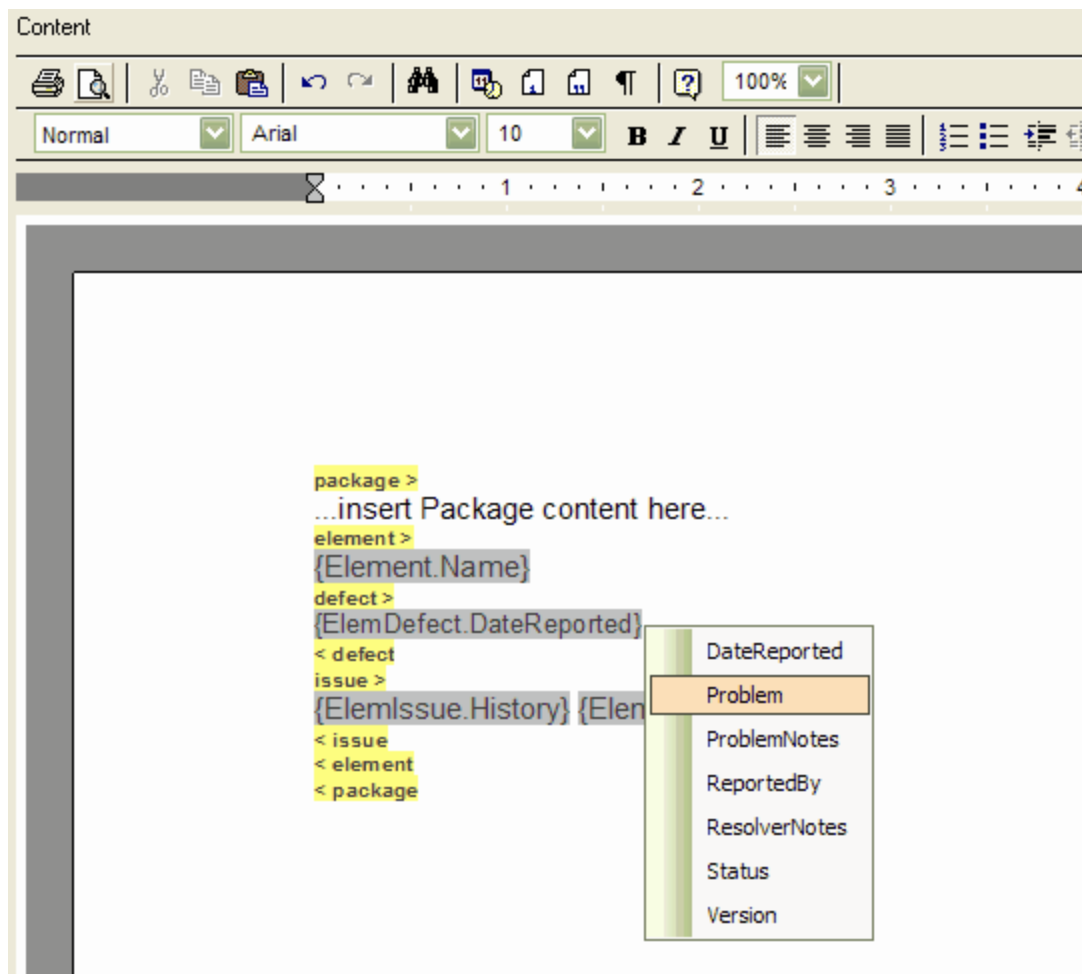 Content
100%
Normal Arial 10 B I U
1 2 3
package >
...insert Package content here...
element >
{Element.Name}
defect >
{ElemDefect.DateReported}
< defect
issue >
{ElemIssue.History} {Elem
< issue
< element
< package
DateReported
Problem
ProblemNotes
ReportedBy
ResolverNotes
Status
Version